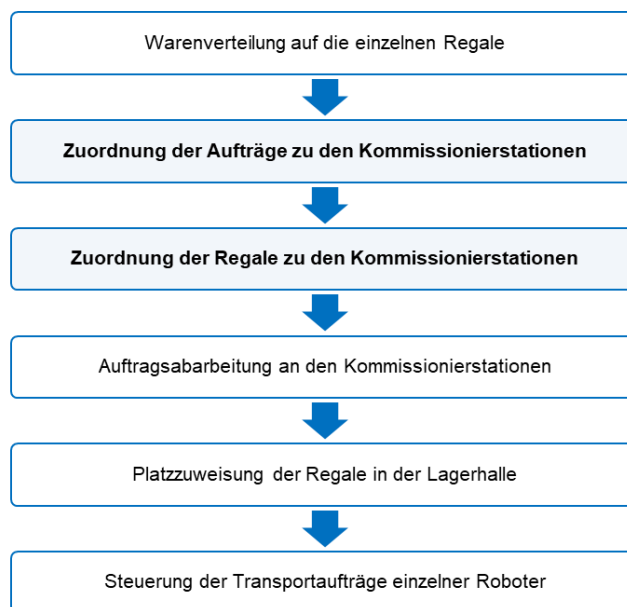 Warenverteilung auf die einzelnen Regale
Zuordnung der Aufträge zu den Kommissionierstationen
Zuordnung der Regale zu den Kommissionierstationen
Auftragsabarbeitung an den Kommissionierstationen
Platzzuweisung der Regale in der Lagerhalle
Steuerung der Transportaufträge einzelner Roboter